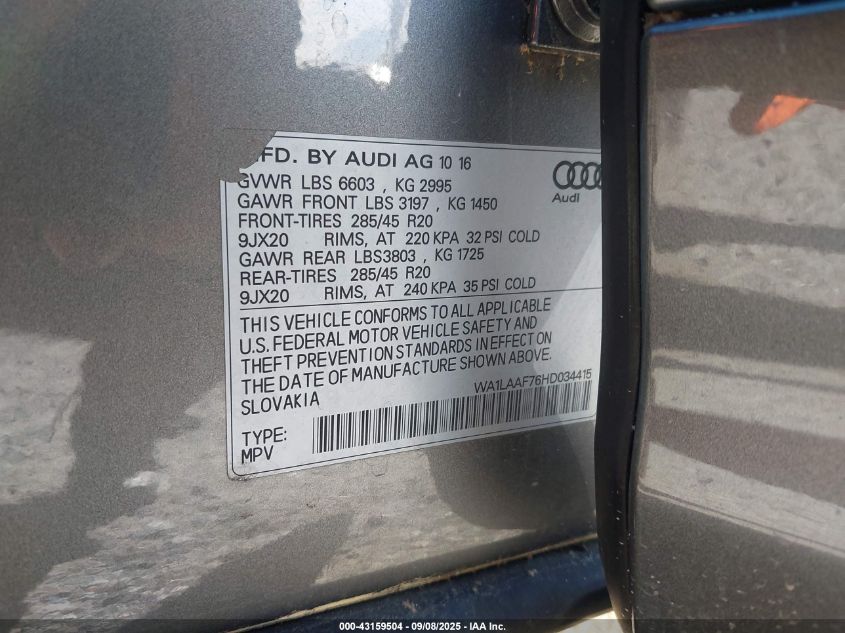 MFD. BY AUDI AG 10 16
GVWR LBS 6603 , KG 2995
GAWR FRONT LBS 3197 , KG 1450
FRONT-TIRES 285/45 R20
9JX20 RIMS, AT 220 KPA 32 PSI COLD
GAWR REAR LBS3803 , KG 1725
REAR-TIRES 285/45 R20
9JX20 RIMS, AT 240 KPA 35 PSI COLD
Audi
THIS VEHICLE CONFORMS TO ALL APPLICABLE
U.S. FEDERAL MOTOR VEHICLE SAFETY AND
THEFT PREVENTION STANDARDS IN EFFECT ON
THE DATE OF MANUFACTURE SHOWN ABOVE.
SLOVAKIA
WA1LAAF76HD034415
TYPE:
MPV
000-43159504 - 09/08/2025 - IAA Inc.